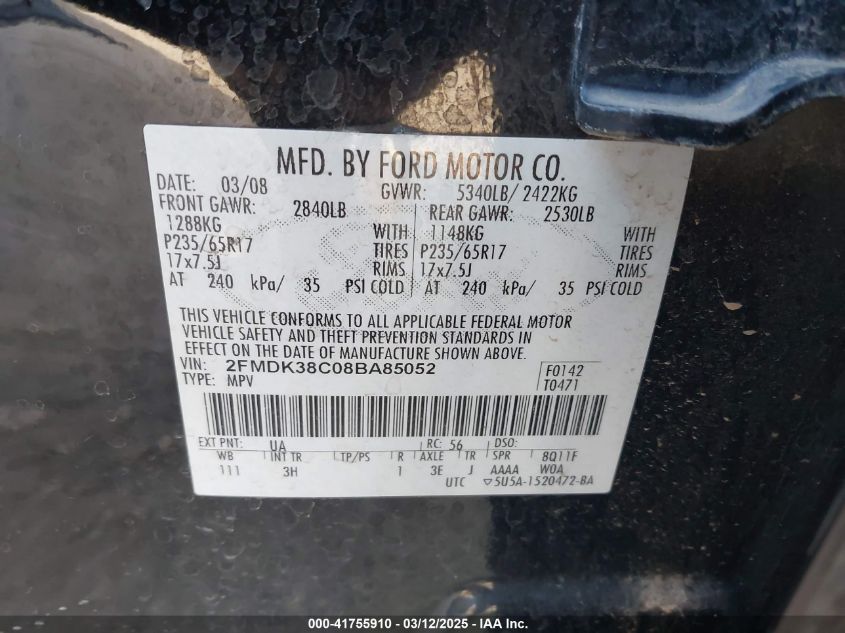 MFD. BY FORD MOTOR CO.
DATE: 03/08 GVWR: 5340LB/ 2422KG
FRONT GAWR: 2840LB REAR GAWR: 2530LB
1288KG WITH 1148KG WITH
P235/65R17 TIRES P235/65R17 TIRES
17x7.5J RIMS 17x7.5J RIMS
AT 240 kPa/ 35 PSI COLD AT 240 kPa/ 35 PSI COLD
THIS VEHICLE CONFORMS TO ALL APPLICABLE FEDERAL MOTOR
VEHICLE SAFETY AND THEFT PREVENTION STANDARDS IN
EFFECT ON THE DATE OF MANUFACTURE SHOWN ABOVE.
VIN: 2FMDK38C08BA85052 F0142
TYPE: MPV T0471
EXT PNT: UA RC: 56 DSO:
WB INT TR TP/PS R AXLE TR SPR 8Q11F
111 3H 1 3E J AAAA W0A
UTC ▽5U5A-1520472-BA
000-41755910 - 03/12/2025 - IAA Inc.